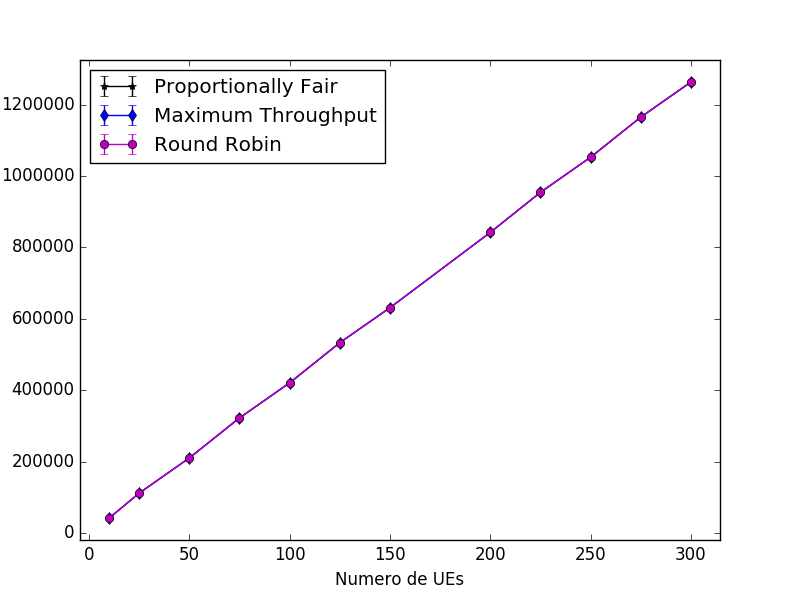 Proportionally Fair
Maximum Throughput
Round Robin
1200000
1000000
800000
600000
400000
200000
0
0 50 100 150 200 250 300
Numero de UEs